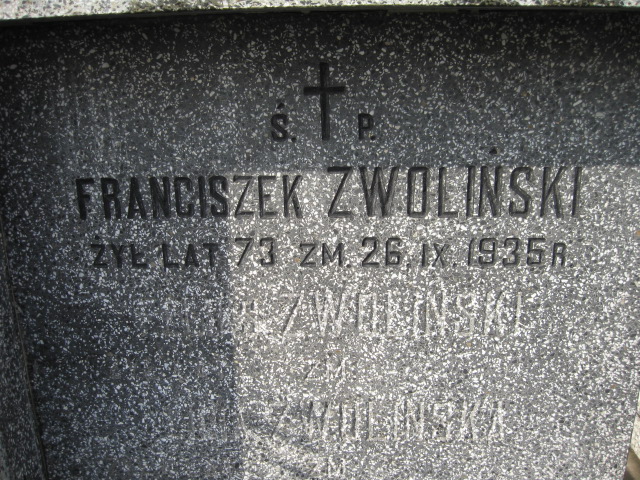 Ś. P.
FRANCISZEK ZWOLIŃSKI
ŻYŁ LAT 73 ZM. 26. IX. 1935 R.
ZWOLIŃSKI
ZM.
ZWOLIŃSKA
ZM.